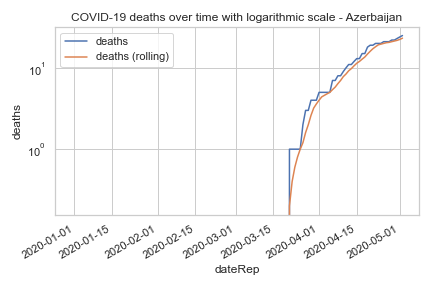 COVID-19 deaths over time with logarithmic scale - Azerbaijan
deaths
deaths (rolling)
10¹
10⁰
deaths
2020-01-01
2020-01-15
2020-02-01
2020-02-15
2020-03-01
2020-03-15
2020-04-01
2020-04-15
2020-05-01
dateRep